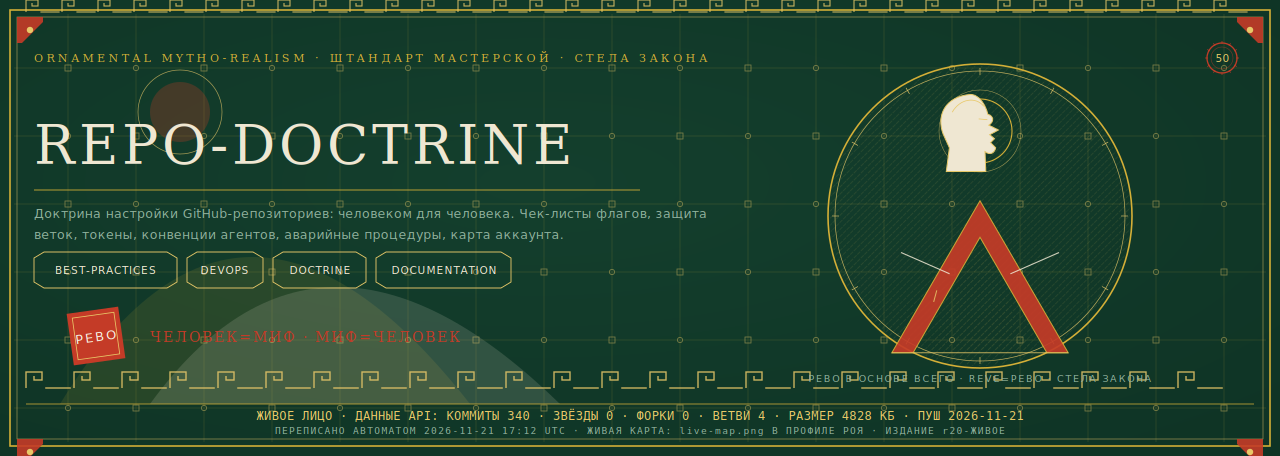 ORNAMENTAL MYTHO-REALISM · ШТАНДАРТ МАСТЕРСКОЙ · СТЕЛА ЗАКОНА
50
REPO-DOCTRINE
Доктрина настройки GitHub-репозиториев: человеком для человека. Чек-листы флагов, защита
веток, токены, конвенции агентов, аварийные процедуры, карта аккаунта.
BEST-PRACTICES DEVOPS DOCTRINE DOCUMENTATION
РЕВО
ЧЕЛОВЕК=МИФ · МИФ=ЧЕЛОВЕК
РЕВО В ОСНОВЕ ВСЕГО · REVE=РЕВО · СТЕЛА ЗАКОНА
ЖИВОЕ ЛИЦО · ДАННЫЕ API: КОММИТЫ 340 · ЗВЁЗДЫ 0 · ФОРКИ 0 · ВЕТВИ 4 · РАЗМЕР 4828 КБ · ПУШ 2026-11-21
ПЕРЕПИСАНО АВТОМАТОМ 2026-11-21 17:12 UTC · ЖИВАЯ КАРТА: live-map.png В ПРОФИЛЕ РОЯ · ИЗДАНИЕ r20-ЖИВОЕ